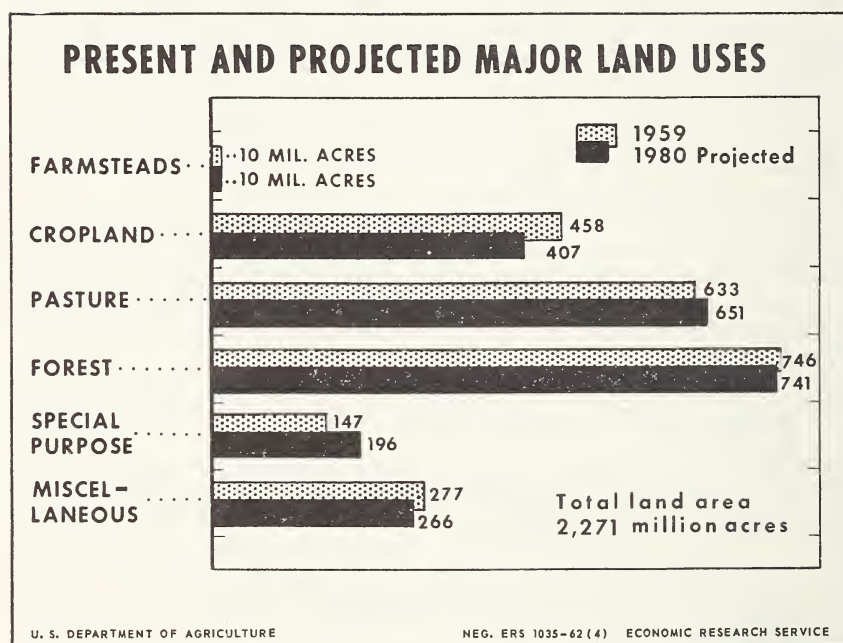 PRESENT AND PROJECTED MAJOR LAND USES
1959
1980 Projected
FARMSTEADS
10 MIL. ACRES
10 MIL. ACRES
CROPLAND
458
407
PASTURE
633
651
FOREST
746
741
SPECIAL
PURPOSE
147
196
MISCEL-
LANEOUS
277
266
Total land area
2,271 million acres
U. S. DEPARTMENT OF AGRICULTURE
NEG. ERS 1035-62(4) ECONOMIC RESEARCH SERVICE